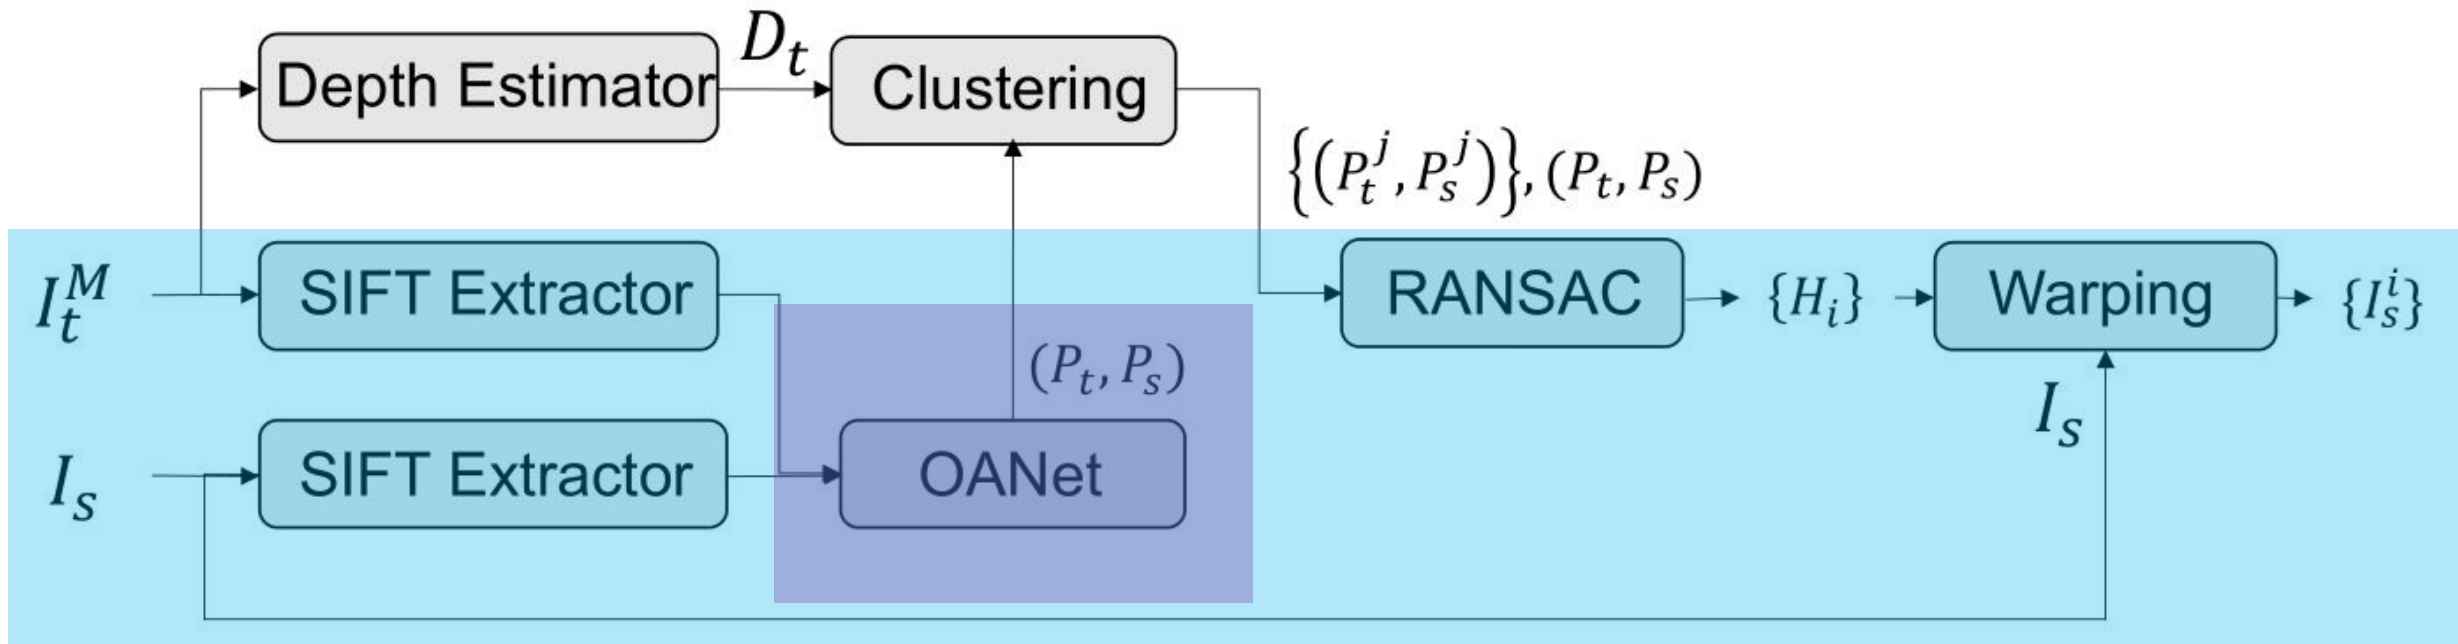 Depth Estimator
D_t
Clustering
{(P_t^j, P_s^j)}, (P_t, P_s)
I_t^M
SIFT Extractor
RANSAC
{H_i}
Warping
{I_s^i}
(P_t, P_s)
I_s
I_s
SIFT Extractor
OANet